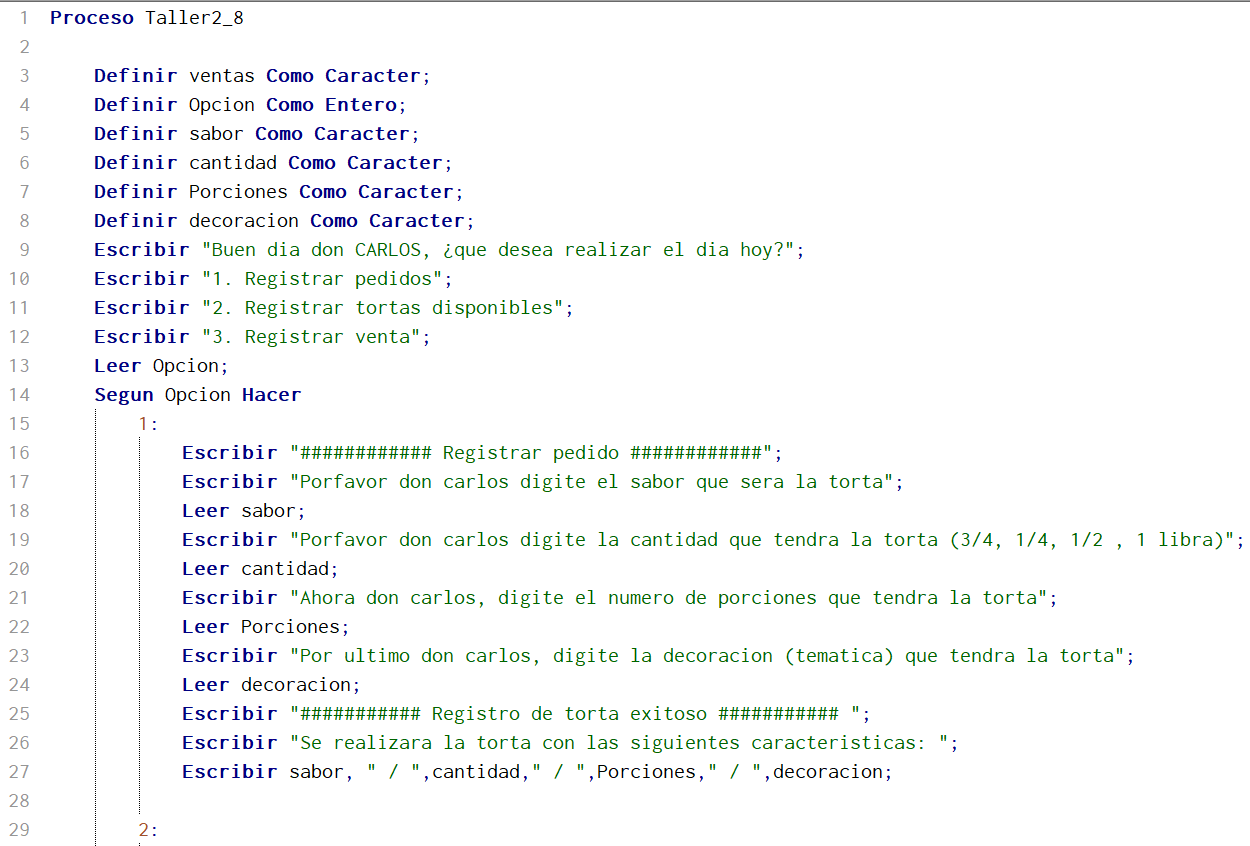 1 Proceso Taller2_8
2
3 Definir ventas Como Caracter;
4 Definir Opcion Como Entero;
5 Definir sabor Como Caracter;
6 Definir cantidad Como Caracter;
7 Definir Porciones Como Caracter;
8 Definir decoracion Como Caracter;
9 Escribir "Buen dia don CARLOS, ¿que desea realizar el dia hoy?";
10 Escribir "1. Registrar pedidos";
11 Escribir "2. Registrar tortas disponibles";
12 Escribir "3. Registrar venta";
13 Leer Opcion;
14 Segun Opcion Hacer
15 1:
16 Escribir "############ Registrar pedido ############";
17 Escribir "Porfavor don carlos digite el sabor que sera la torta";
18 Leer sabor;
19 Escribir "Porfavor don carlos digite la cantidad que tendra la torta (3/4, 1/4, 1/2 , 1 libra)";
20 Leer cantidad;
21 Escribir "Ahora don carlos, digite el numero de porciones que tendra la torta";
22 Leer Porciones;
23 Escribir "Por ultimo don carlos, digite la decoracion (tematica) que tendra la torta";
24 Leer decoracion;
25 Escribir "########### Registro de torta exitoso ########### ";
26 Escribir "Se realizara la torta con las siguientes caracteristicas: ";
27 Escribir sabor, " / ",cantidad," / ",Porciones," / ",decoracion;
28
29 2: